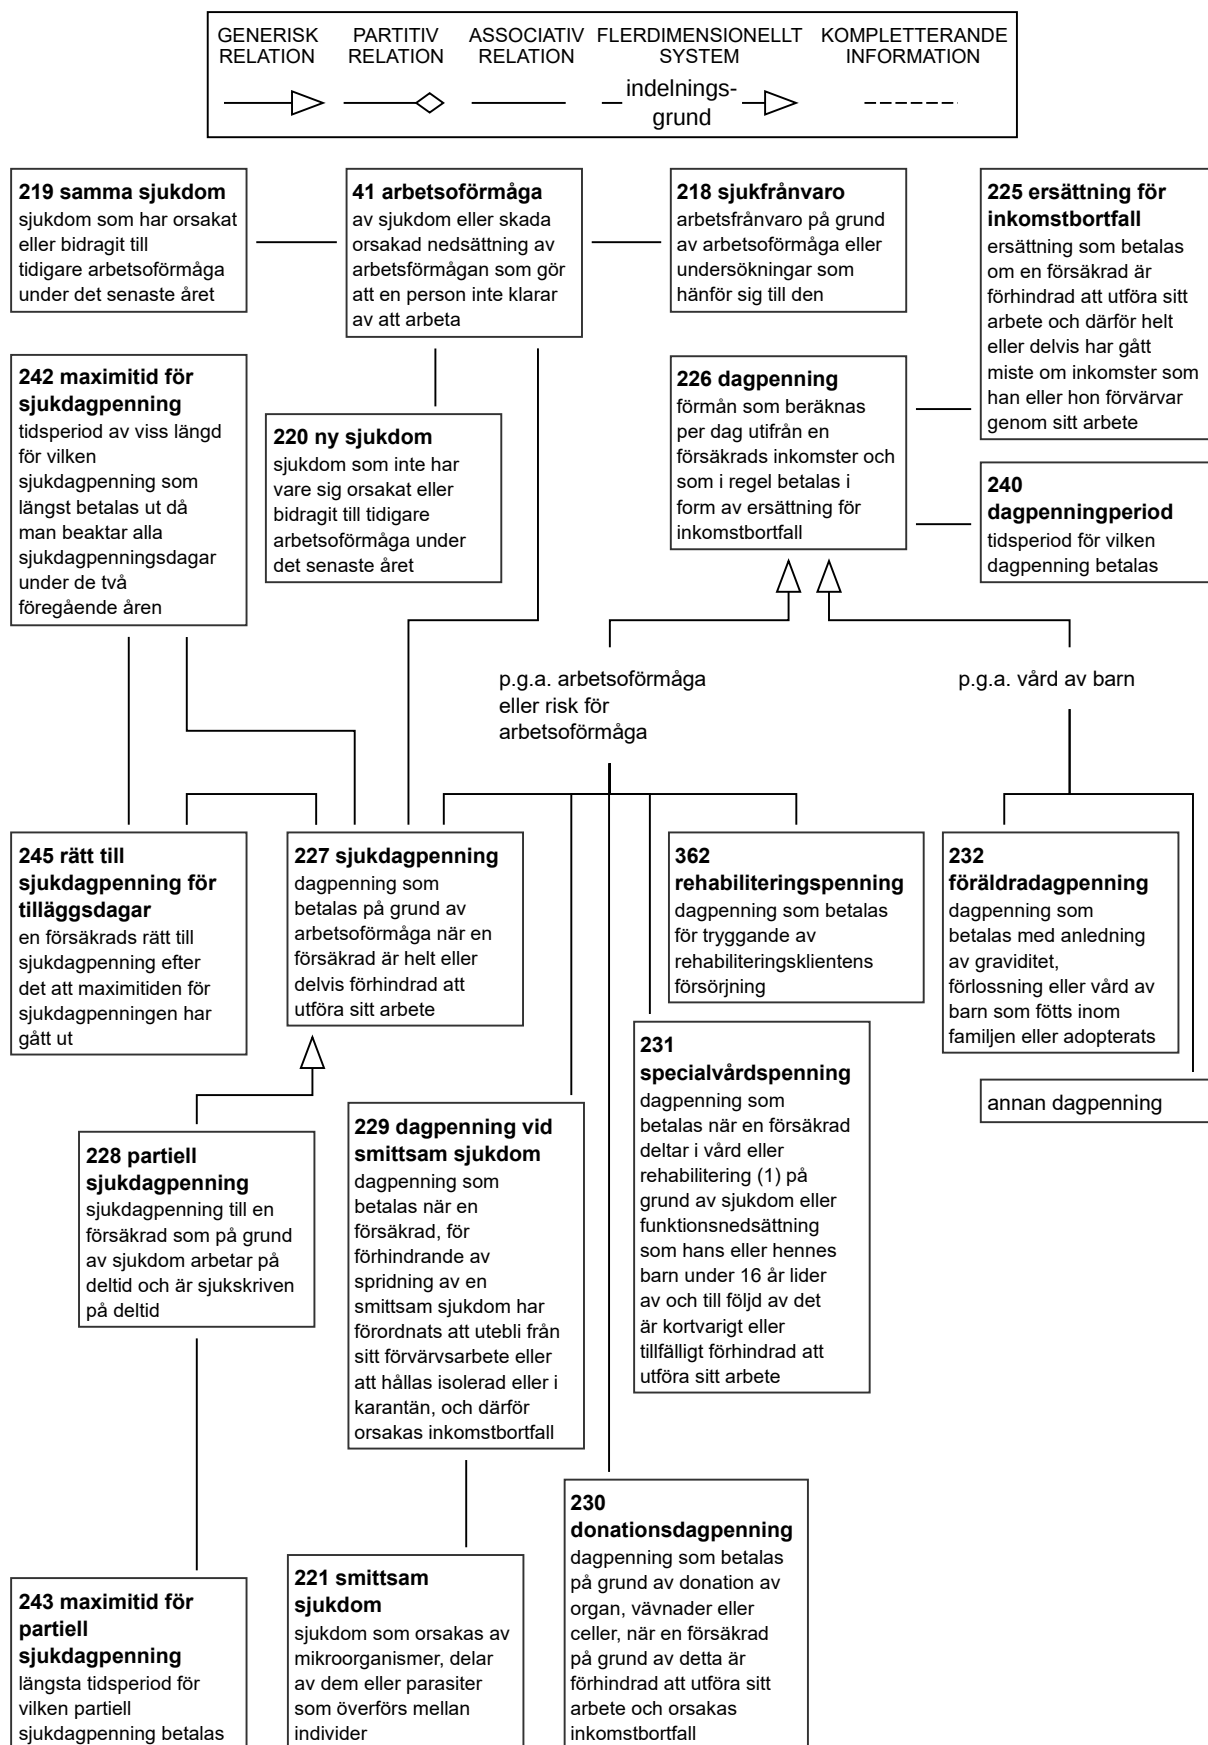 GENERISK
RELATION
PARTITIV
RELATION
ASSOCIATIV
RELATION
FLERDIMENSIONELLT
SYSTEM
KOMPLETTERANDE
INFORMATION
indelnings-
grund
219 samma sjukdom
sjukdom som har orsakat
eller bidragit till
tidigare arbetsoförmåga
under det senaste året
41 arbetsoförmåga
av sjukdom eller skada
orsakad nedsättning av
arbetsförmågan som gör
att en person inte klarar
av att arbeta
218 sjukfrånvaro
arbetsfrånvaro på grund
av arbetsoförmåga eller
undersökningar som
hänför sig till den
225 ersättning för
inkomstbortfall
ersättning som betalas
om en försäkrad är
förhindrad att utföra sitt
arbete och därför helt
eller delvis har gått
miste om inkomster som
han eller hon förvärvar
genom sitt arbete
242 maximitid för
sjukdagpenning
tidsperiod av viss längd
för vilken
sjukdagpenning som
längst betalas ut då
man beaktar alla
sjukdagpenningsdagar
under de två
föregående åren
220 ny sjukdom
sjukdom som inte har
vare sig orsakat eller
bidragit till tidigare
arbetsoförmåga under
det senaste året
226 dagpenning
förmån som beräknas
per dag utifrån en
försäkrads inkomster och
som i regel betalas i
form av ersättning för
inkomstbortfall
240
dagpenningperiod
tidsperiod för vilken
dagpenning betalas
p.g.a. arbetsoförmåga
eller risk för
arbetsoförmåga
p.g.a. vård av barn
245 rätt till
sjukdagpenning för
tilläggsdagar
en försäkrads rätt till
sjukdagpenning efter
det att maximitiden för
sjukdagpenningen har
gått ut
227 sjukdagpenning
dagpenning som
betalas på grund av
arbetsoförmåga när en
försäkrad är helt eller
delvis förhindrad att
utföra sitt arbete
362
rehabiliteringspenning
dagpenning som betalas
för tryggande av
rehabiliteringsklientens
försörjning
232
föräldradagpenning
dagpenning som
betalas med anledning
av graviditet,
förlossning eller vård av
barn som fötts inom
familjen eller adopterats
annan dagpenning
228 partiell
sjukdagpenning
sjukdagpenning till en
försäkrad som på grund
av sjukdom arbetar på
deltid och är sjukskriven
på deltid
229 dagpenning vid
smittsam sjukdom
dagpenning som
betalas när en
försäkrad, för
förhindrande av
spridning av en
smittsam sjukdom har
förordnats att utebli från
sitt förvärvsarbete eller
att hållas isolerad eller i
karantän, och därför
orsakas inkomstbortfall
231
specialvårdspenning
dagpenning som
betalas när en försäkrad
deltar i vård eller
rehabilitering (1) på
grund av sjukdom eller
funktionsnedsättning
som hans eller hennes
barn under 16 år lider
av och till följd av det
är kortvarigt eller
tillfälligt förhindrad att
utföra sitt arbete
243 maximitid för
partiell
sjukdagpenning
längsta tidsperiod för
vilken partiell
sjukdagpenning betalas
221 smittsam
sjukdom
sjukdom som orsakas av
mikroorganismer, delar
av dem eller parasiter
som överförs mellan
individer
230
donationsdagpenning
dagpenning som betalas
på grund av donation av
organ, vävnader eller
celler, när en försäkrad
på grund av detta är
förhindrad att utföra sitt
arbete och orsakas
inkomstbortfall